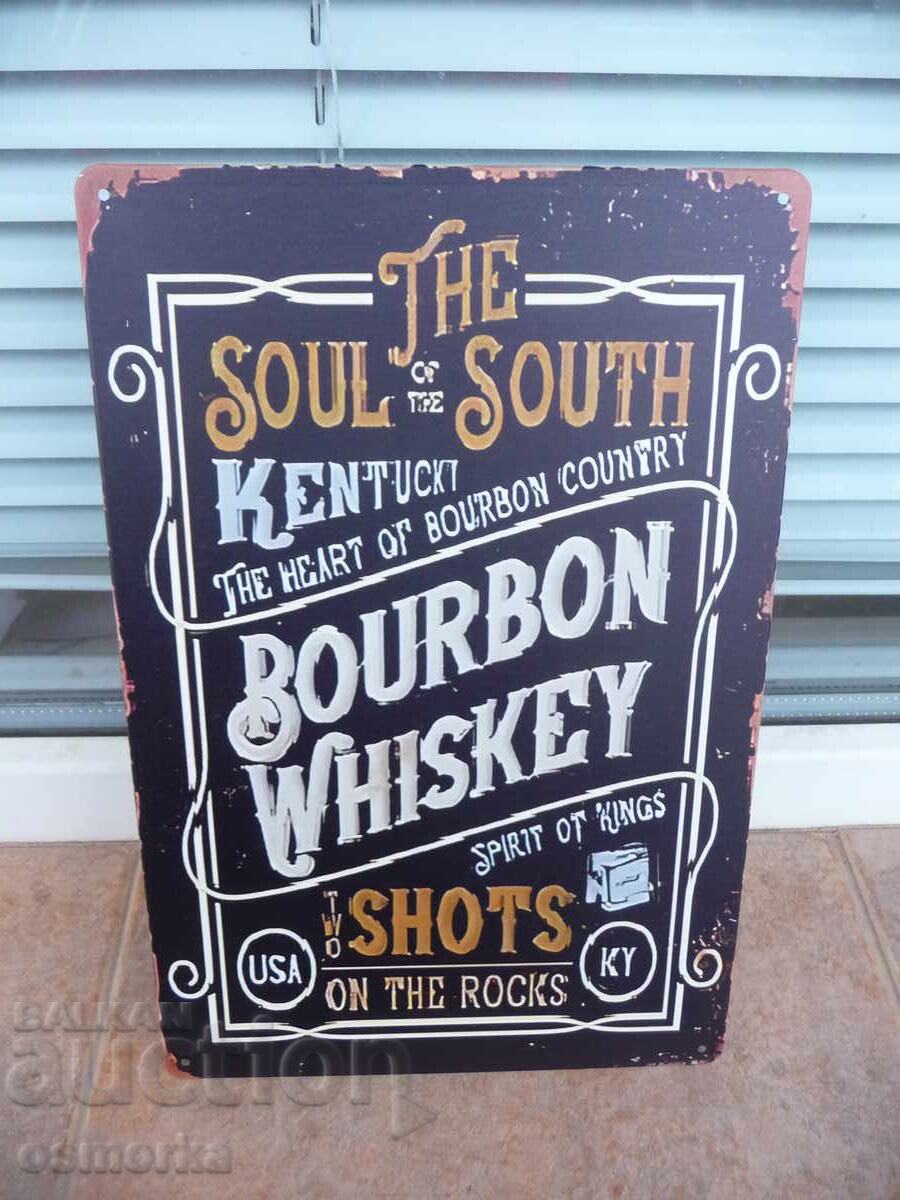 THE
SOUL OF THE SOUTH
KENTUCKY
THE HEART OF BOURBON COUNTRY
BOURBON
WHISKEY
SPIRIT OT KINGS
TWO SHOTS
USA
KY
ON THE ROCKS
BALKAN
auction
osmorka